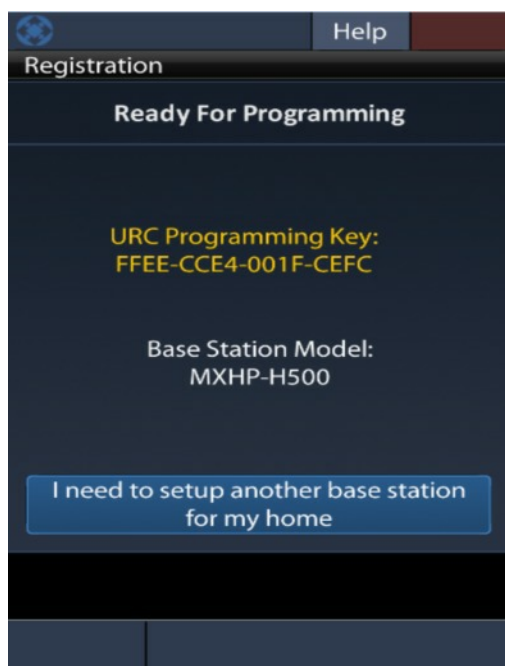 Help
Registration
Ready For Programming
URC Programming Key:
FFEE-CCE4-001F-CEFC
Base Station Model:
MXHP-H500
I need to setup another base station
for my home